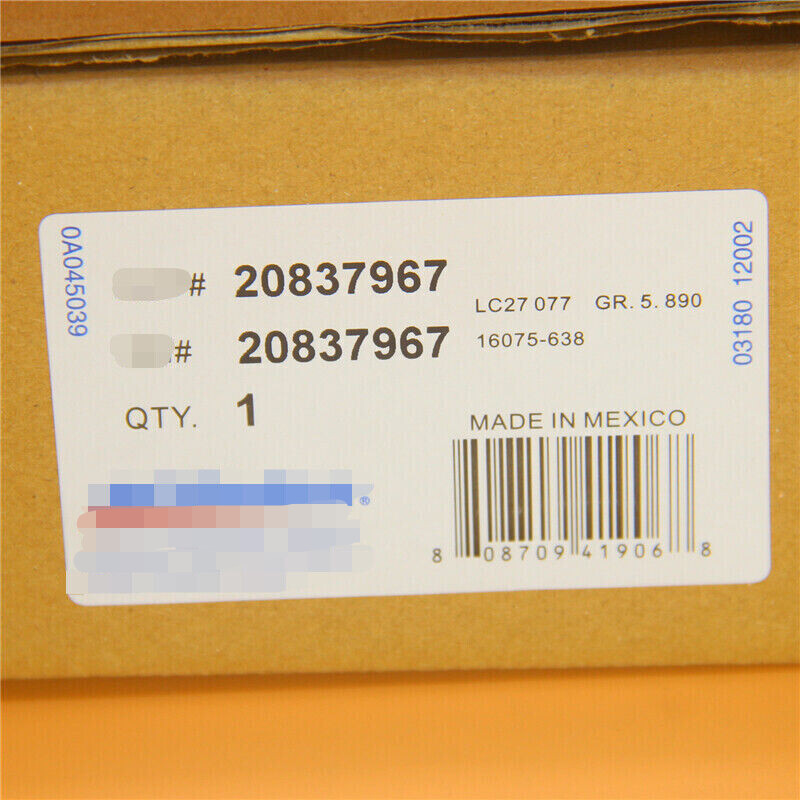 0A045039
# 20837967
# 20837967
LC27 077 GR. 5. 890
16075-638
03180 12002
QTY. 1
MADE IN MEXICO
®
8 08709 41906 8